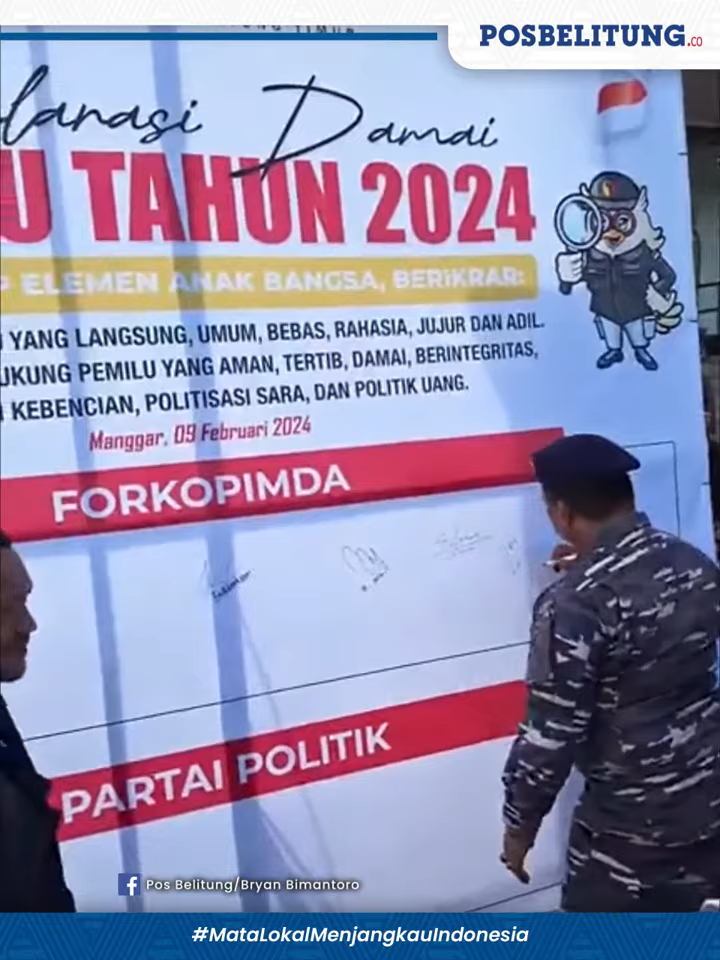 POSBELITUNG.CO
Damai
TAHUN 2024
ELEMEN ANAK BANGSA, BERIKRAR:
YANG LANGSUNG, UMUM, BEBAS, RAHASIA, JUJUR DAN ADIL.
UKUNG PEMILU YANG AMAN, TERTIB, DAMAI, BERINTEGRITAS,
KEBENCIAN, POLITISASI SARA, DAN POLITIK UANG.
Manggar, 09 Februari 2024
FORKOPIMDA
PARTAI POLITIK
Pos Belitung/Bryan Bimantoro
#MataLokalMenjangkauIndonesia